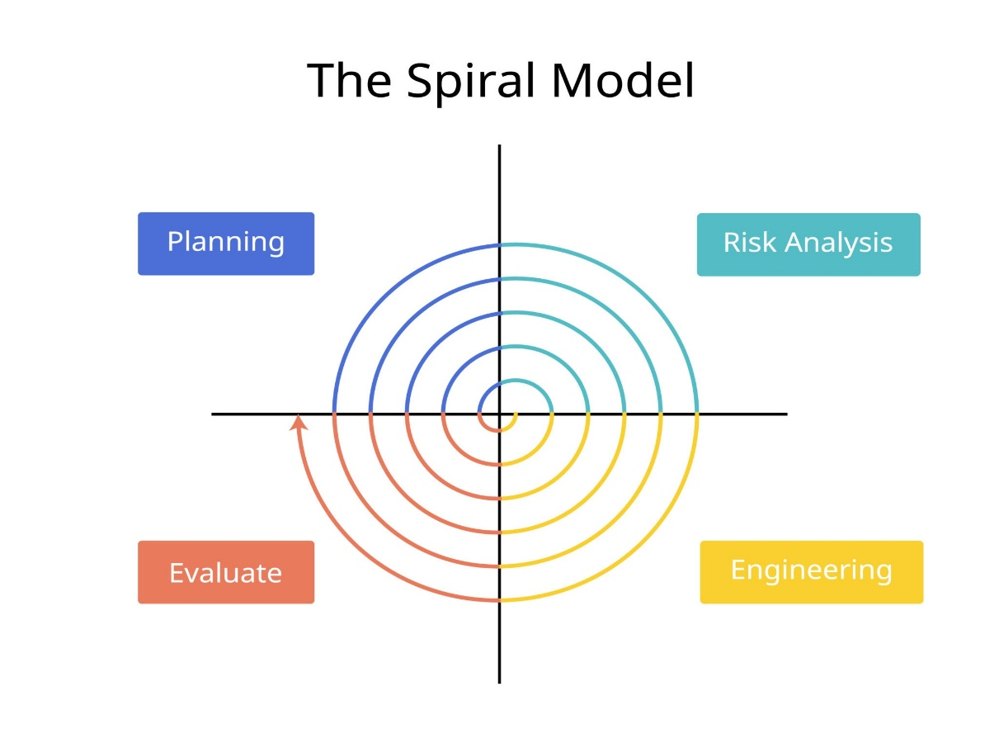 The Spiral Model
Planning
Risk Analysis
Evaluate
Engineering